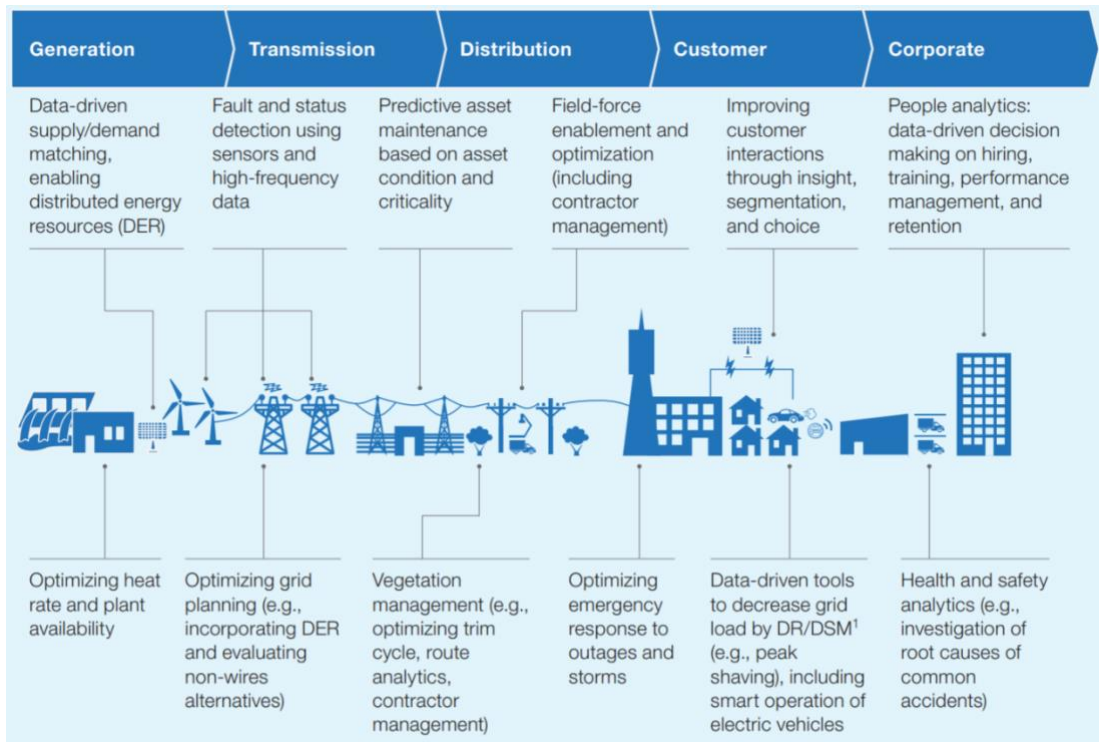 Generation
Transmission
Distribution
Customer
Corporate
Data-driven
supply/demand
matching,
enabling
distributed energy
resources (DER)
Fault and status
detection using
sensors and
high-frequency
data
Predictive asset
maintenance
based on asset
condition and
criticality
Field-force
enablement and
optimization
(including
contractor
management)
Improving
customer
interactions
through insight,
segmentation,
and choice
People analytics:
data-driven decision
making on hiring,
training, performance
management, and
retention
Optimizing heat
rate and plant
availability
Optimizing grid
planning (e.g.,
incorporating DER
and evaluating
non-wires
alternatives)
Vegetation
management (e.g.,
optimizing trim
cycle, route
analytics,
contractor
management)
Optimizing
emergency
response to
outages and
storms
Data-driven tools
to decrease grid
load by DR/DSM¹
(e.g., peak
shaving), including
smart operation of
electric vehicles
Health and safety
analytics (e.g.,
investigation of
root causes of
common
accidents)